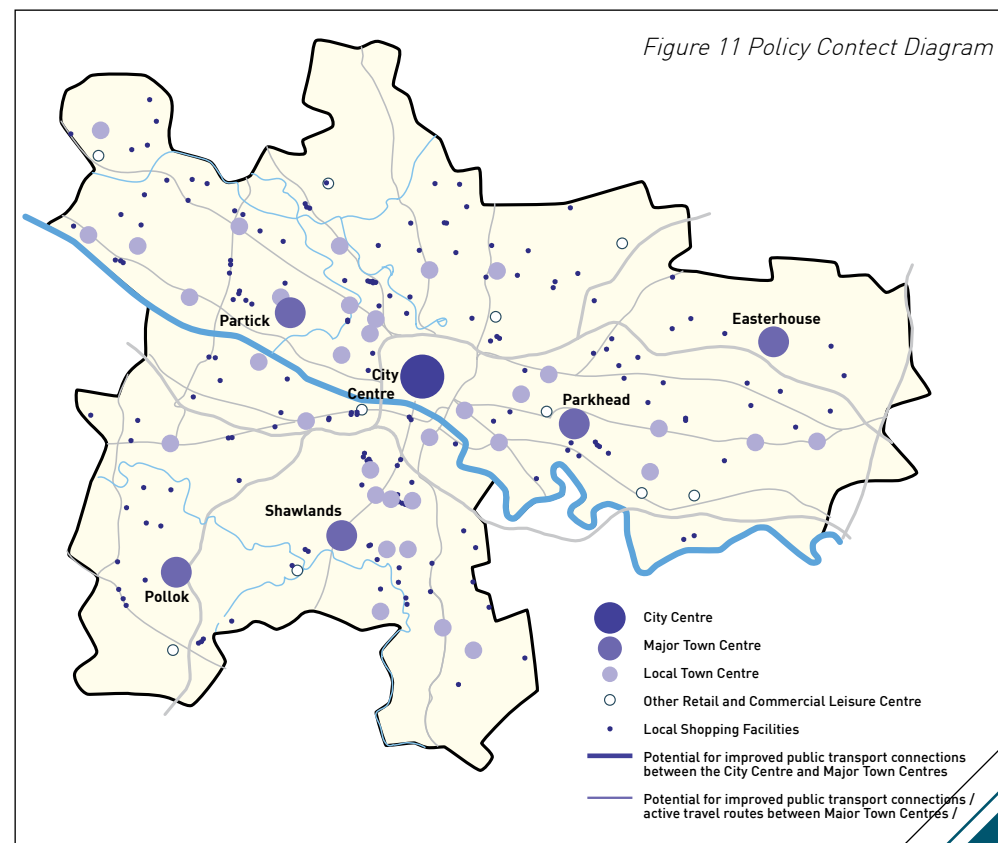 Figure 11 Policy Contect Diagram
Easterhouse
Partick
City
Centre
Parkhead
Shawlands
Pollok
City Centre
Major Town Centre
Local Town Centre
Other Retail and Commercial Leisure Centre
Local Shopping Facilities
Potential for improved public transport connections
between the City Centre and Major Town Centres
Potential for improved public transport connections /
active travel routes between Major Town Centres /